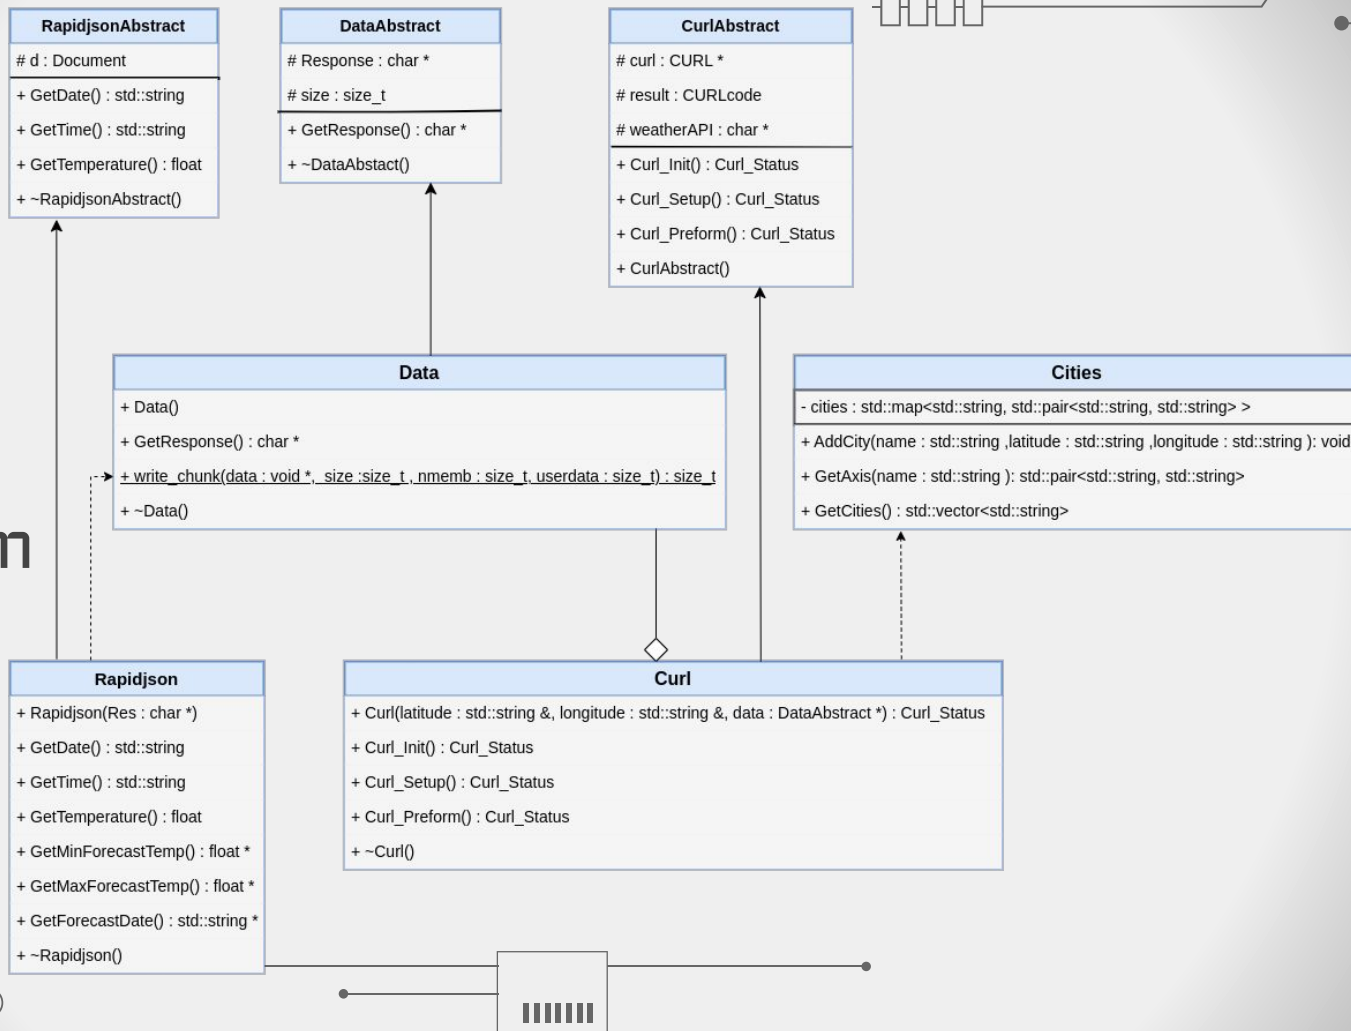 RapidjsonAbstract
# d : Document
+ GetDate() : std::string
+ GetTime() : std::string
+ GetTemperature() : float
+ ~RapidjsonAbstract()
DataAbstract
# Response : char *
# size : size_t
+ GetResponse() : char *
+ ~DataAbstact()
CurlAbstract
# curl : CURL *
# result : CURLcode
# weatherAPI : char *
+ Curl_Init() : Curl_Status
+ Curl_Setup() : Curl_Status
+ Curl_Preform() : Curl_Status
+ CurlAbstract()
Data
+ Data()
+ GetResponse() : char *
+ write_chunk(data : void *, size :size_t , nmemb : size_t, userdata : size_t) : size_t
+ ~Data()
Cities
- cities : std::map<std::string, std::pair<std::string, std::string> >
+ AddCity(name : std::string ,latitude : std::string ,longitude : std::string ): void
+ GetAxis(name : std::string ): std::pair<std::string, std::string>
+ GetCities() : std::vector<std::string>
m
Rapidjson
+ Rapidjson(Res : char *)
+ GetDate() : std::string
+ GetTime() : std::string
+ GetTemperature() : float
+ GetMinForecastTemp() : float *
+ GetMaxForecastTemp() : float *
+ GetForecastDate() : std::string *
+ ~Rapidjson()
Curl
+ Curl(latitude : std::string &, longitude : std::string &, data : DataAbstract *) : Curl_Status
+ Curl_Init() : Curl_Status
+ Curl_Setup() : Curl_Status
+ Curl_Preform() : Curl_Status
+ ~Curl()
)